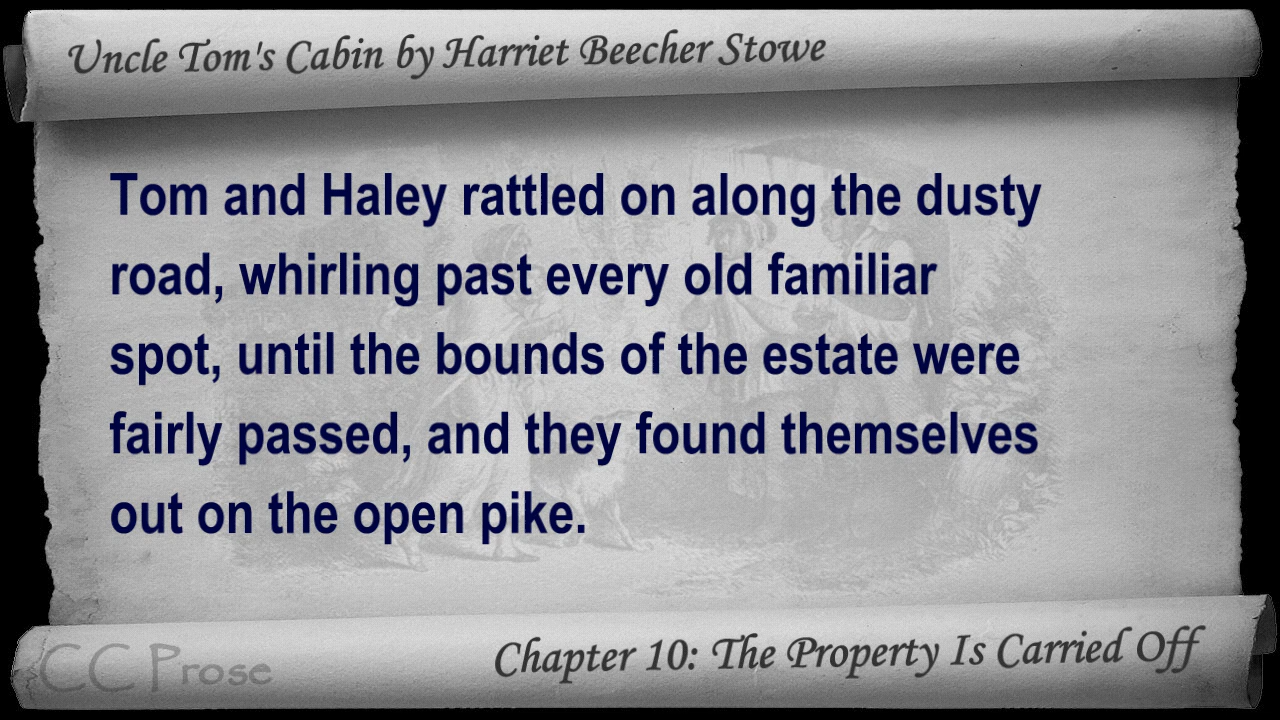 Uncle Tom's Cabin by Harriet Beecher Stowe
Tom and Haley rattled on along the dusty
road, whirling past every old familiar
spot, until the bounds of the estate were
fairly passed, and they found themselves
out on the open pike.
CC Prose
Chapter 10: The Property Is Carried Off